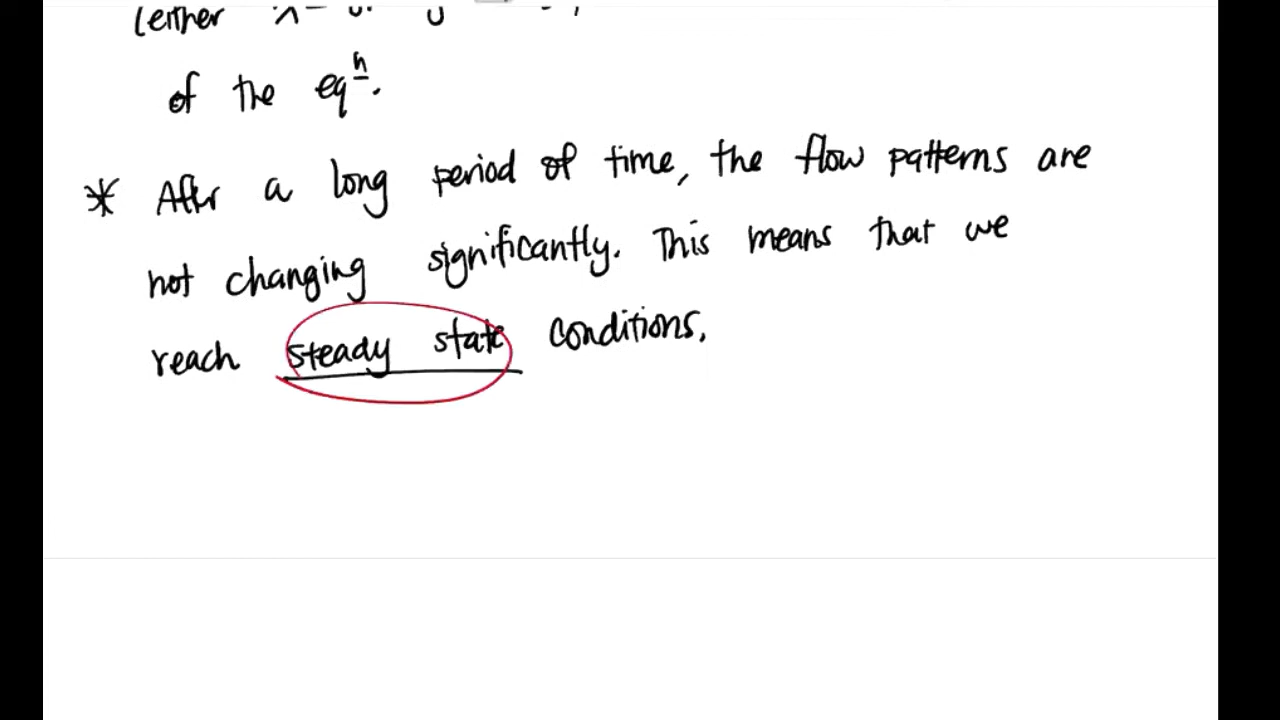 (either
of the eqⁿ.
* After a long period of time, the flow patterns are
not changing significantly. This means that we
reach steady state conditions.